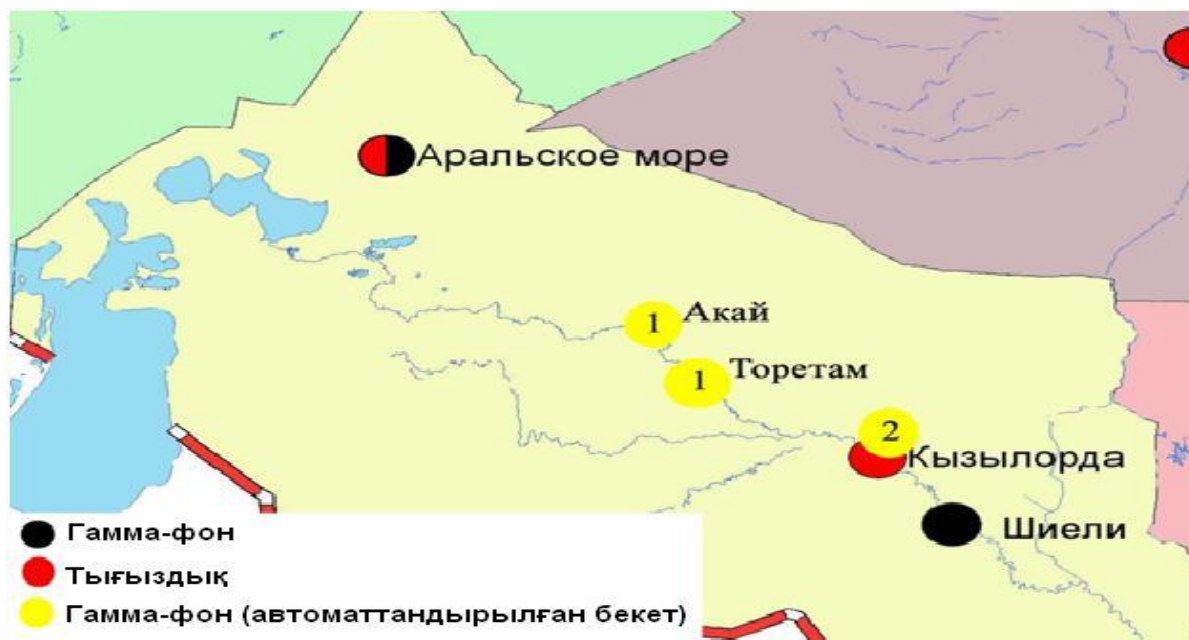 Аральское море
1
Акай
1
Торетам
2
Кызылорда
Шиели
Гамма-фон
Тығыздық
Гамма-фон (автоматтандырылған бекет)